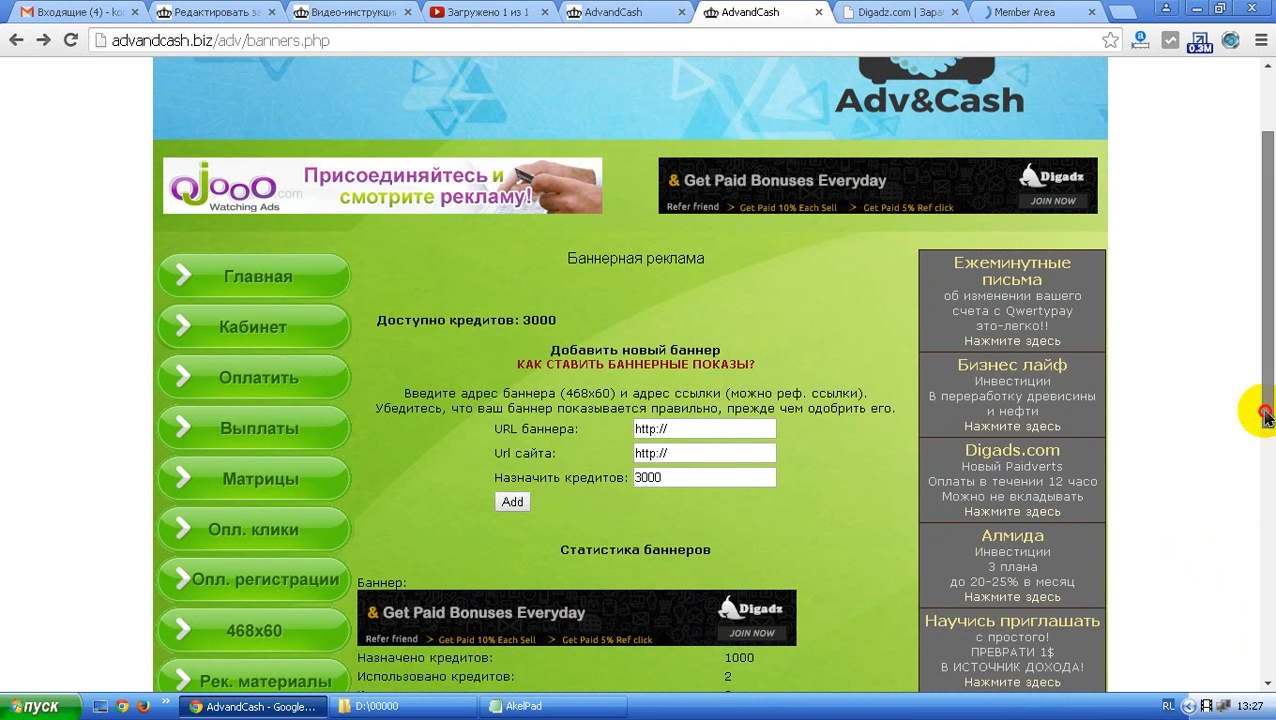 Входящие (4) - kon
Редактировать за
Видео-инструкци
Загружено 1 из 1
AdvandCash
AdvandCash
Digadz.com | Зараб
Member Area
advandcash.biz/adv/banners.php
0.3M
Adv&Cash
QjOOO.com
Watching Ads
Присоединяйтесь и
смотрите рекламу!
& Get Paid Bonuses Everyday
Digadz
JOIN NOW
Refer friend > Get Paid 10% Each Sell > Get Paid 5% Ref click
Главная
Кабинет
Оплатить
Выплаты
Матрицы
Опл. клики
Опл. регистрации
468x60
Рек. материалы
Баннерная реклама
Доступно кредитов: 3000
Добавить новый баннер
КАК СТАВИТЬ БАННЕРНЫЕ ПОКАЗЫ?
Введите адрес баннера (468x60) и адрес ссылки (можно реф. ссылки).
Убедитесь, что ваш баннер показывается правильно, прежде чем одобрить его.
URL баннера: http://
Url сайта: http://
Назначить кредитов: 3000
Add
Статистика баннеров
Баннер:
& Get Paid Bonuses Everyday
Digadz
JOIN NOW
Refer friend > Get Paid 10% Each Sell > Get Paid 5% Ref click
Назначено кредитов: 1000
Использовано кредитов: 2
Ежеминутные
письма
об изменении вашего
счета с Qwertypay
это-легко!!
Нажмите здесь
Бизнес лайф
Инвестиции
В переработку древисины
и нефти
Нажмите здесь
Digads.com
Новый Paidverts
Оплаты в течении 12 часо
Можно не вкладывать
Нажмите здесь
Алмида
Инвестиции
3 плана
до 20-25% в месяц
Нажмите здесь
Научись приглашать
с простого!
ПРЕВРАТИ 1$
В ИСТОЧНИК ДОХОДА!
Нажмите здесь
пуск
AdvandCash - Google...
D:\00000
AkelPad
RL
13:27